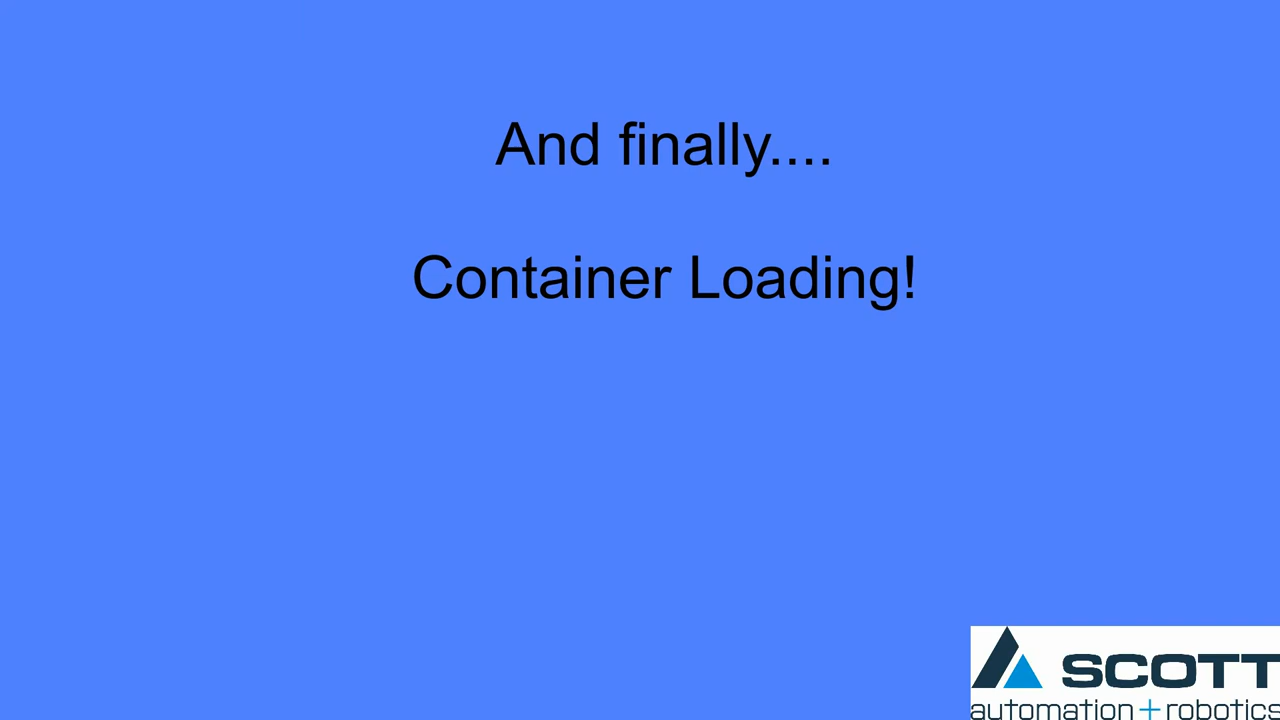 And finally....
Container Loading!
SCOTT
automation+robotics